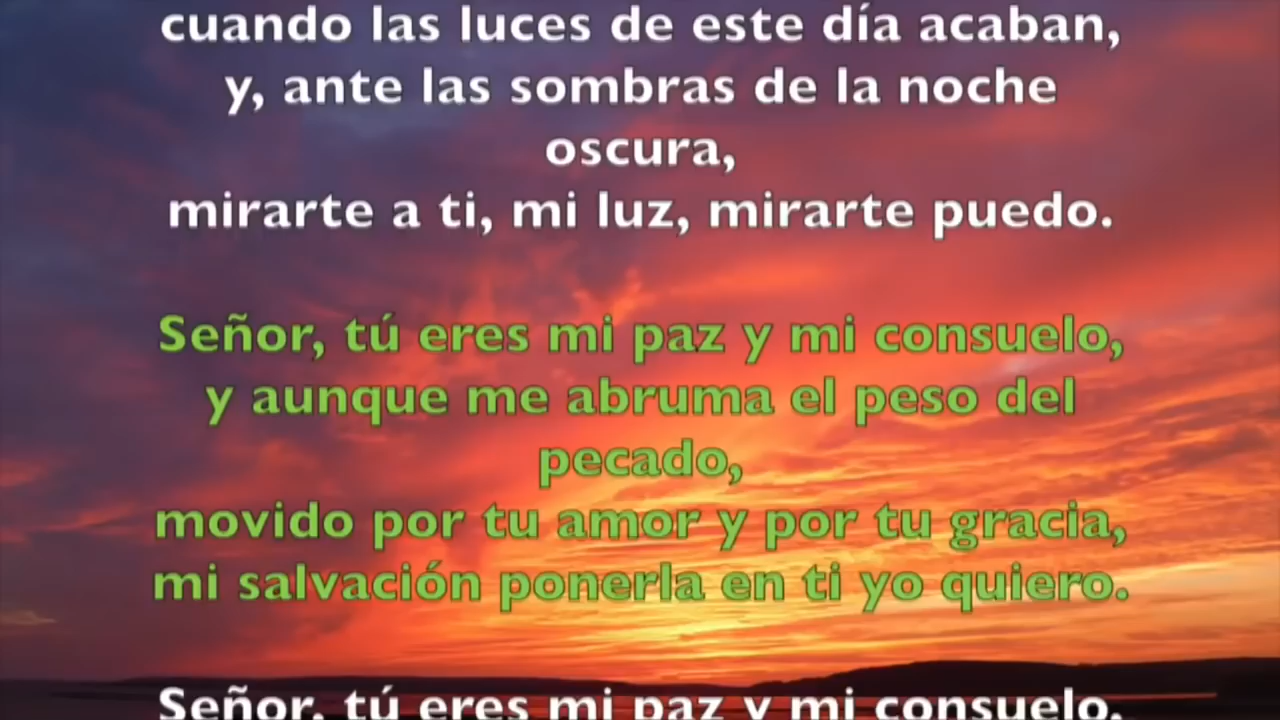 cuando las luces de este día acaban,
y, ante las sombras de la noche
oscura,
mirarte a ti, mi luz, mirarte puedo.
Señor, tú eres mi paz y mi consuelo,
y aunque me abruma el peso del
pecado,
movido por tu amor y por tu gracia,
mi salvación ponerla en ti yo quiero.
Señor, tú eres mi paz y mi consuelo,